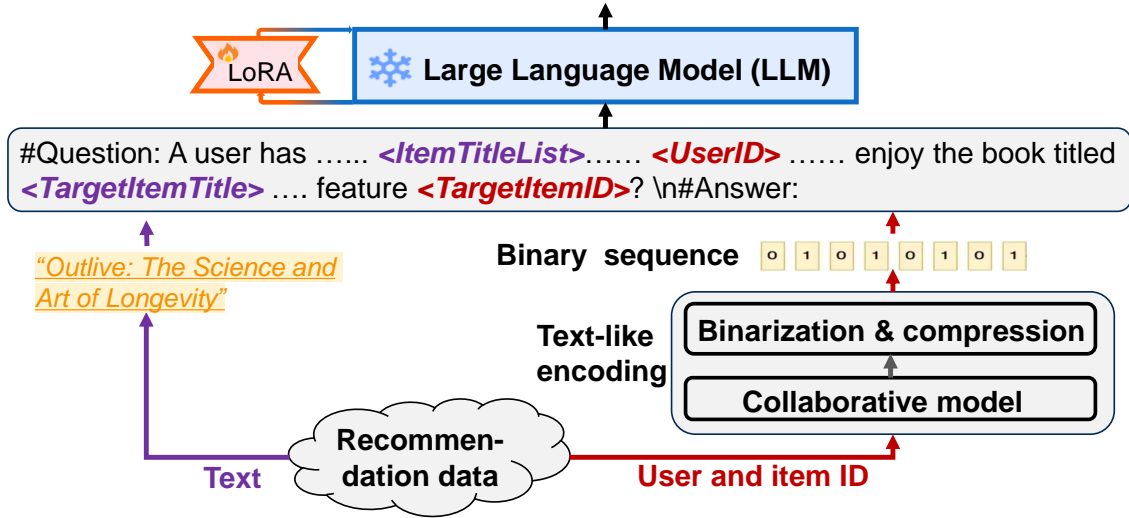 LoRA
Large Language Model (LLM)
#Question: A user has …... <ItemTitleList>…… <UserID> …… enjoy the book titled
<TargetItemTitle> …. feature <TargetItemID>? \n#Answer:
“Outlive: The Science and
Art of Longevity”
Binary sequence 0 1 0 1 0 1 0 1
Text-like
encoding
Binarization & compression
Collaborative model
Recommen-
dation data
Text
User and item ID